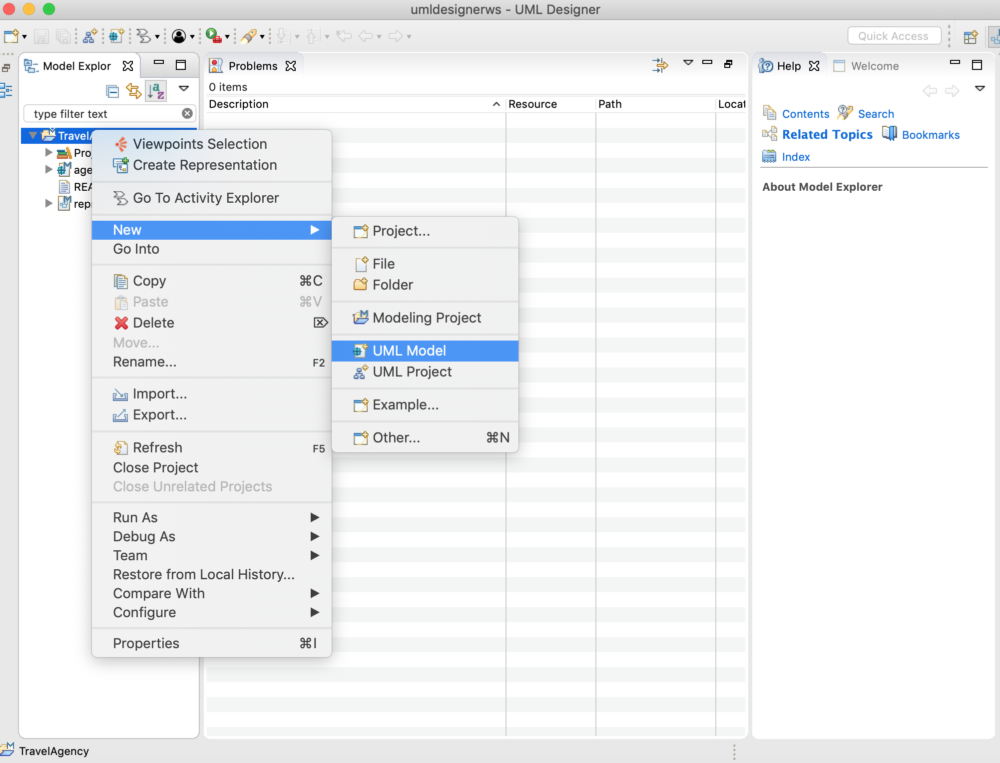 umldesignerws - UML Designer
Quick Access
Model Explor
Problems
Help
Welcome
0 items
type filter text
Description
Resource
Path
Locat
Contents
Search
Related Topics
Bookmarks
Index
About Model Explorer
TravelA
Pro
age
REA
rep
Viewpoints Selection
Create Representation
Go To Activity Explorer
New
Go Into
Copy ⌘C
Paste ⌘V
Delete ⌦
Move...
Rename... F2
Import...
Export...
Refresh F5
Close Project
Close Unrelated Projects
Run As
Debug As
Team
Restore from Local History...
Compare With
Configure
Properties ⌘I
Project...
File
Folder
Modeling Project
UML Model
UML Project
Example...
Other... ⌘N
TravelAgency